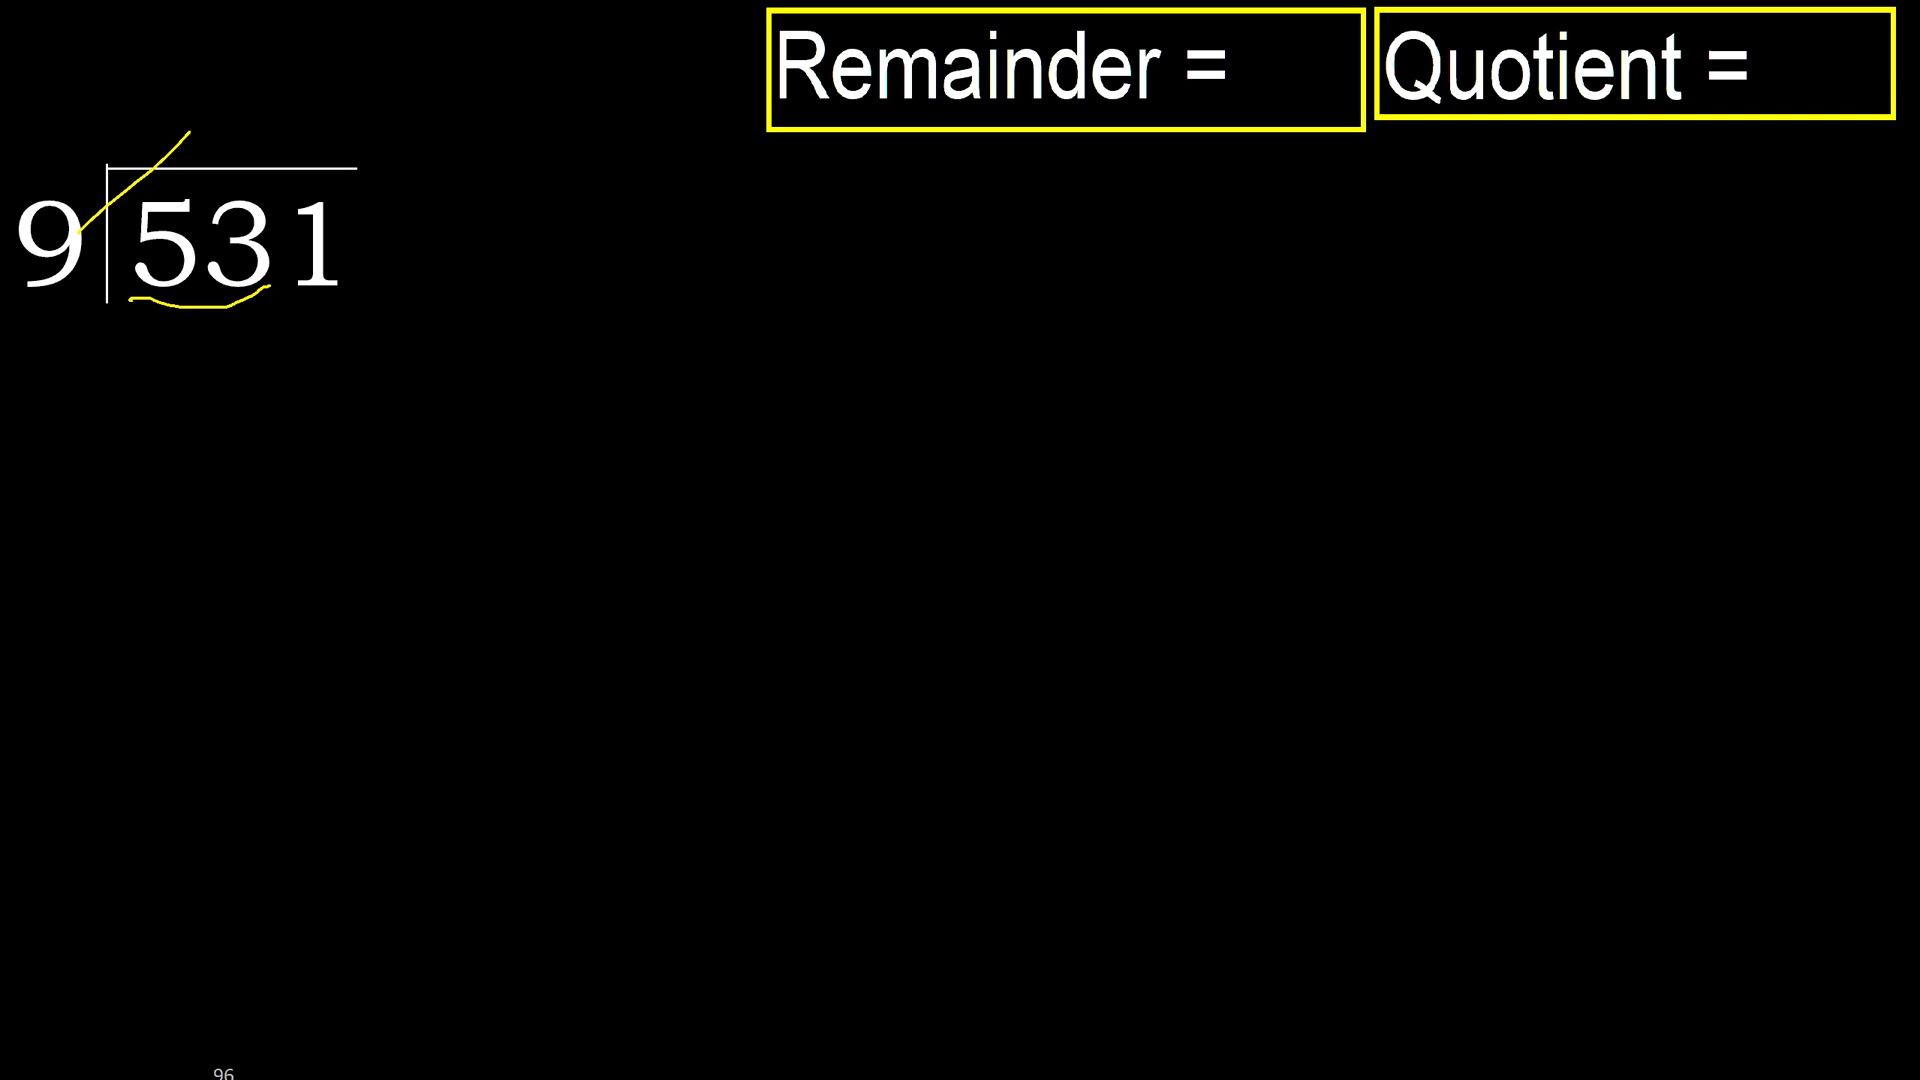 Remainder = Quotient =
9 531
96